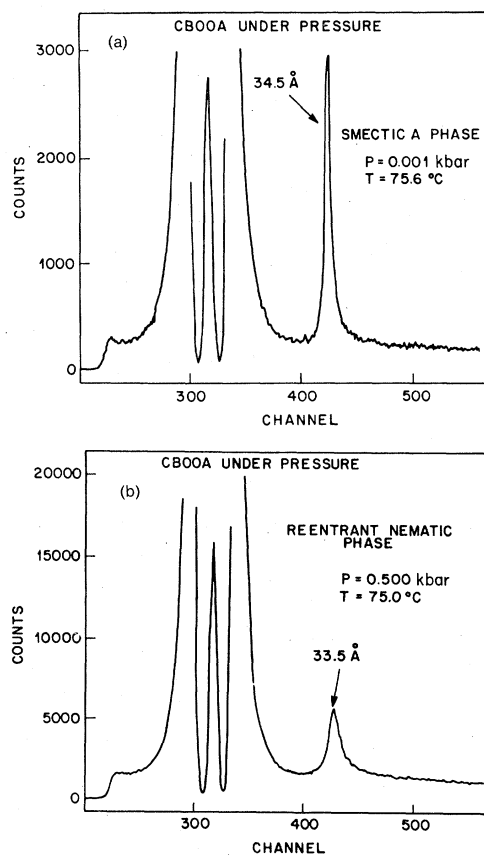 CBOOA UNDER PRESSURE
(a)
3000
34.5 Å
SMECTIC A PHASE
P = 0.001 kbar
T = 75.6 °C
2000
1000
0
COUNTS
300
400
500
CHANNEL
CBOOA UNDER PRESSURE
(b)
20000
REENTRANT NEMATIC
PHASE
15000
P = 0.500 kbar
T = 75.0 °C
10000
33.5 Å
5000
0
COUNTS
300
400
500
CHANNEL